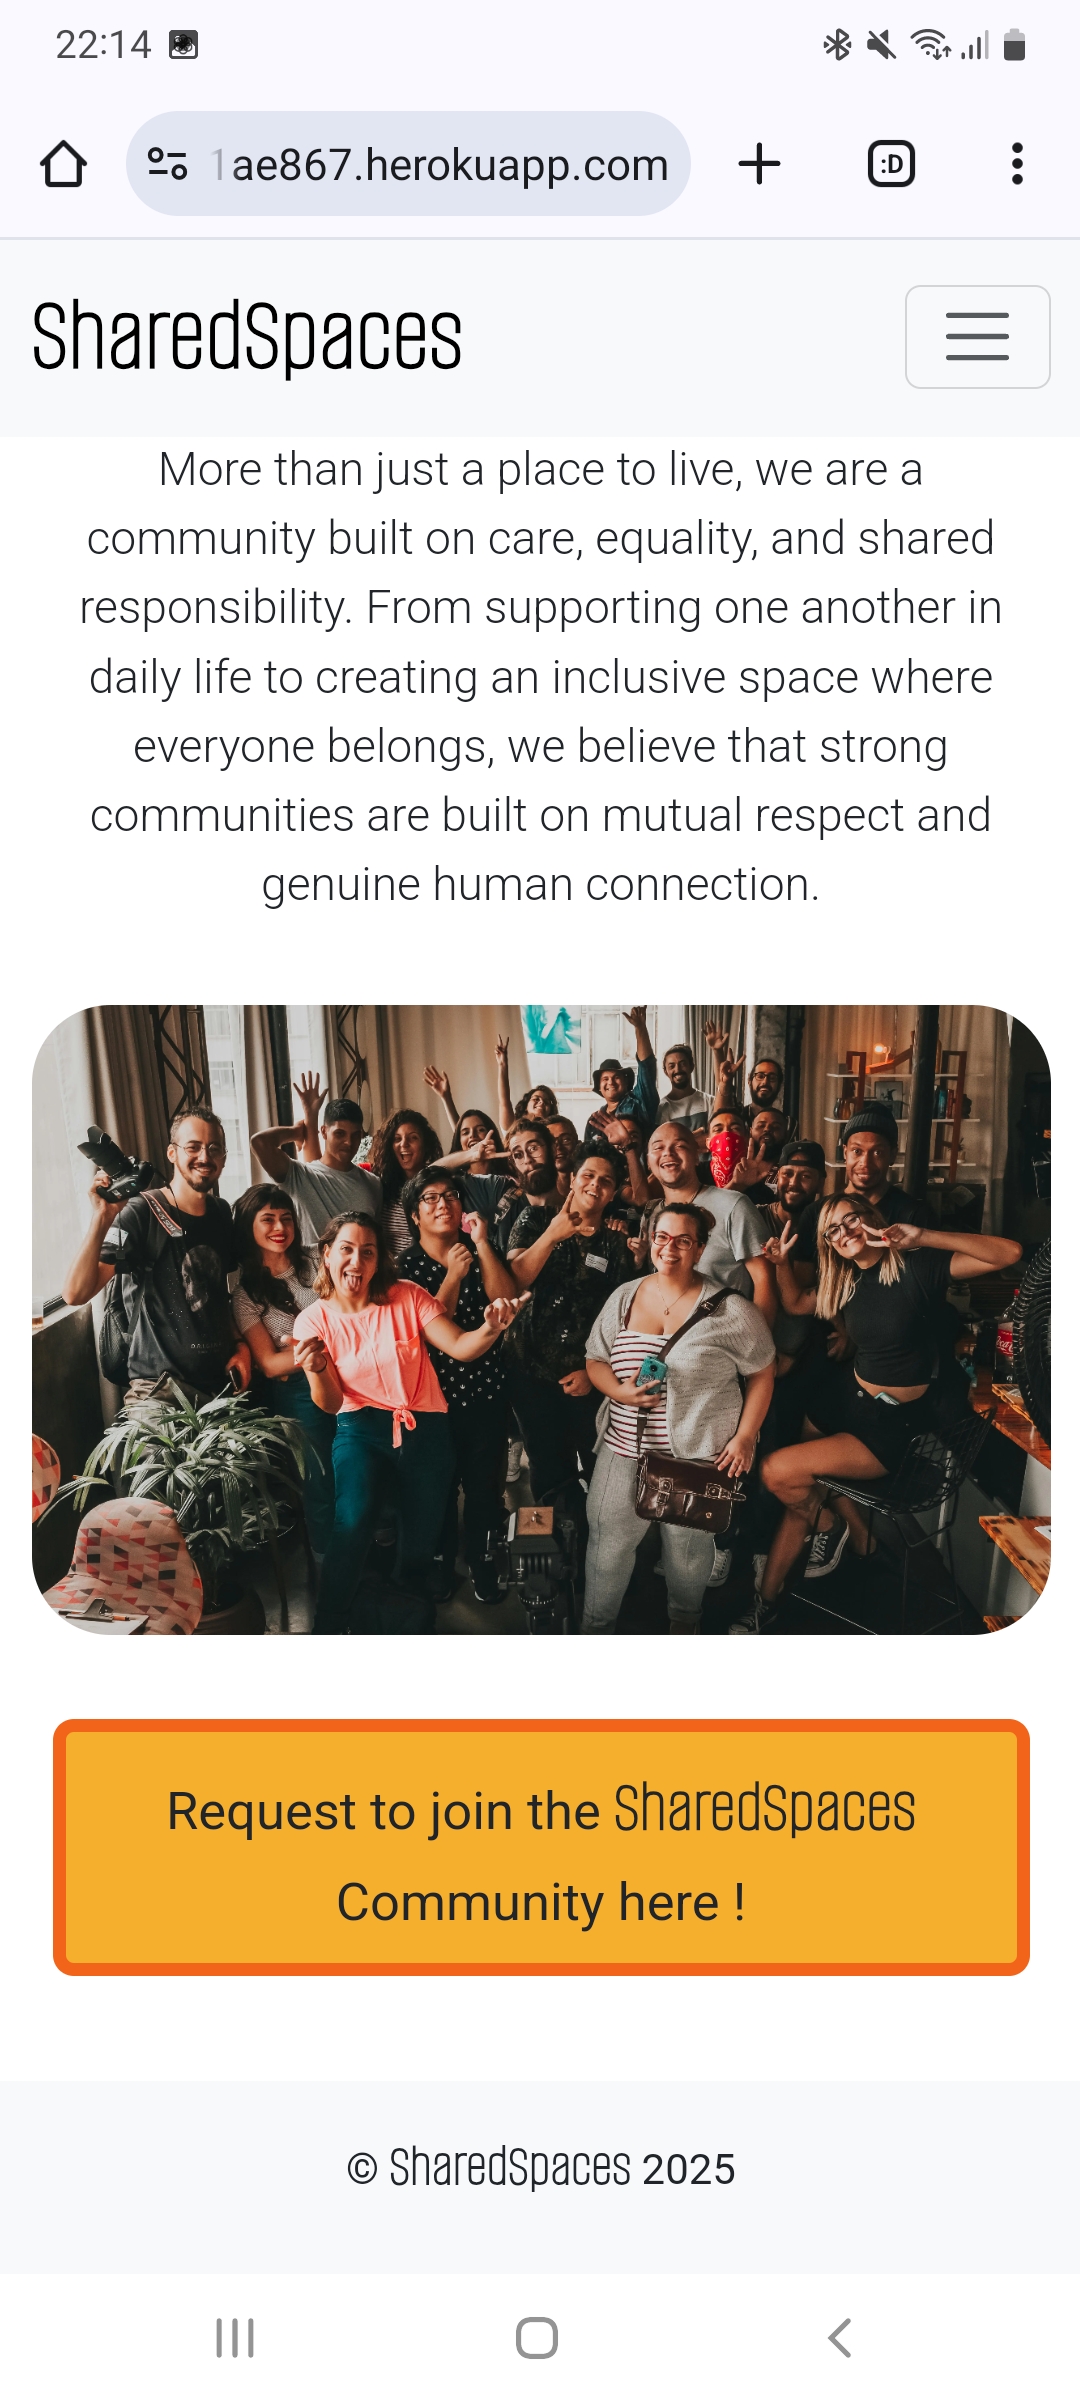 22:14
1ae867.herokuapp.com
:D
SharedSpaces
More than just a place to live, we are a
community built on care, equality, and shared
responsibility. From supporting one another in
daily life to creating an inclusive space where
everyone belongs, we believe that strong
communities are built on mutual respect and
genuine human connection.
Request to join the SharedSpaces
Community here !
© SharedSpaces 2025